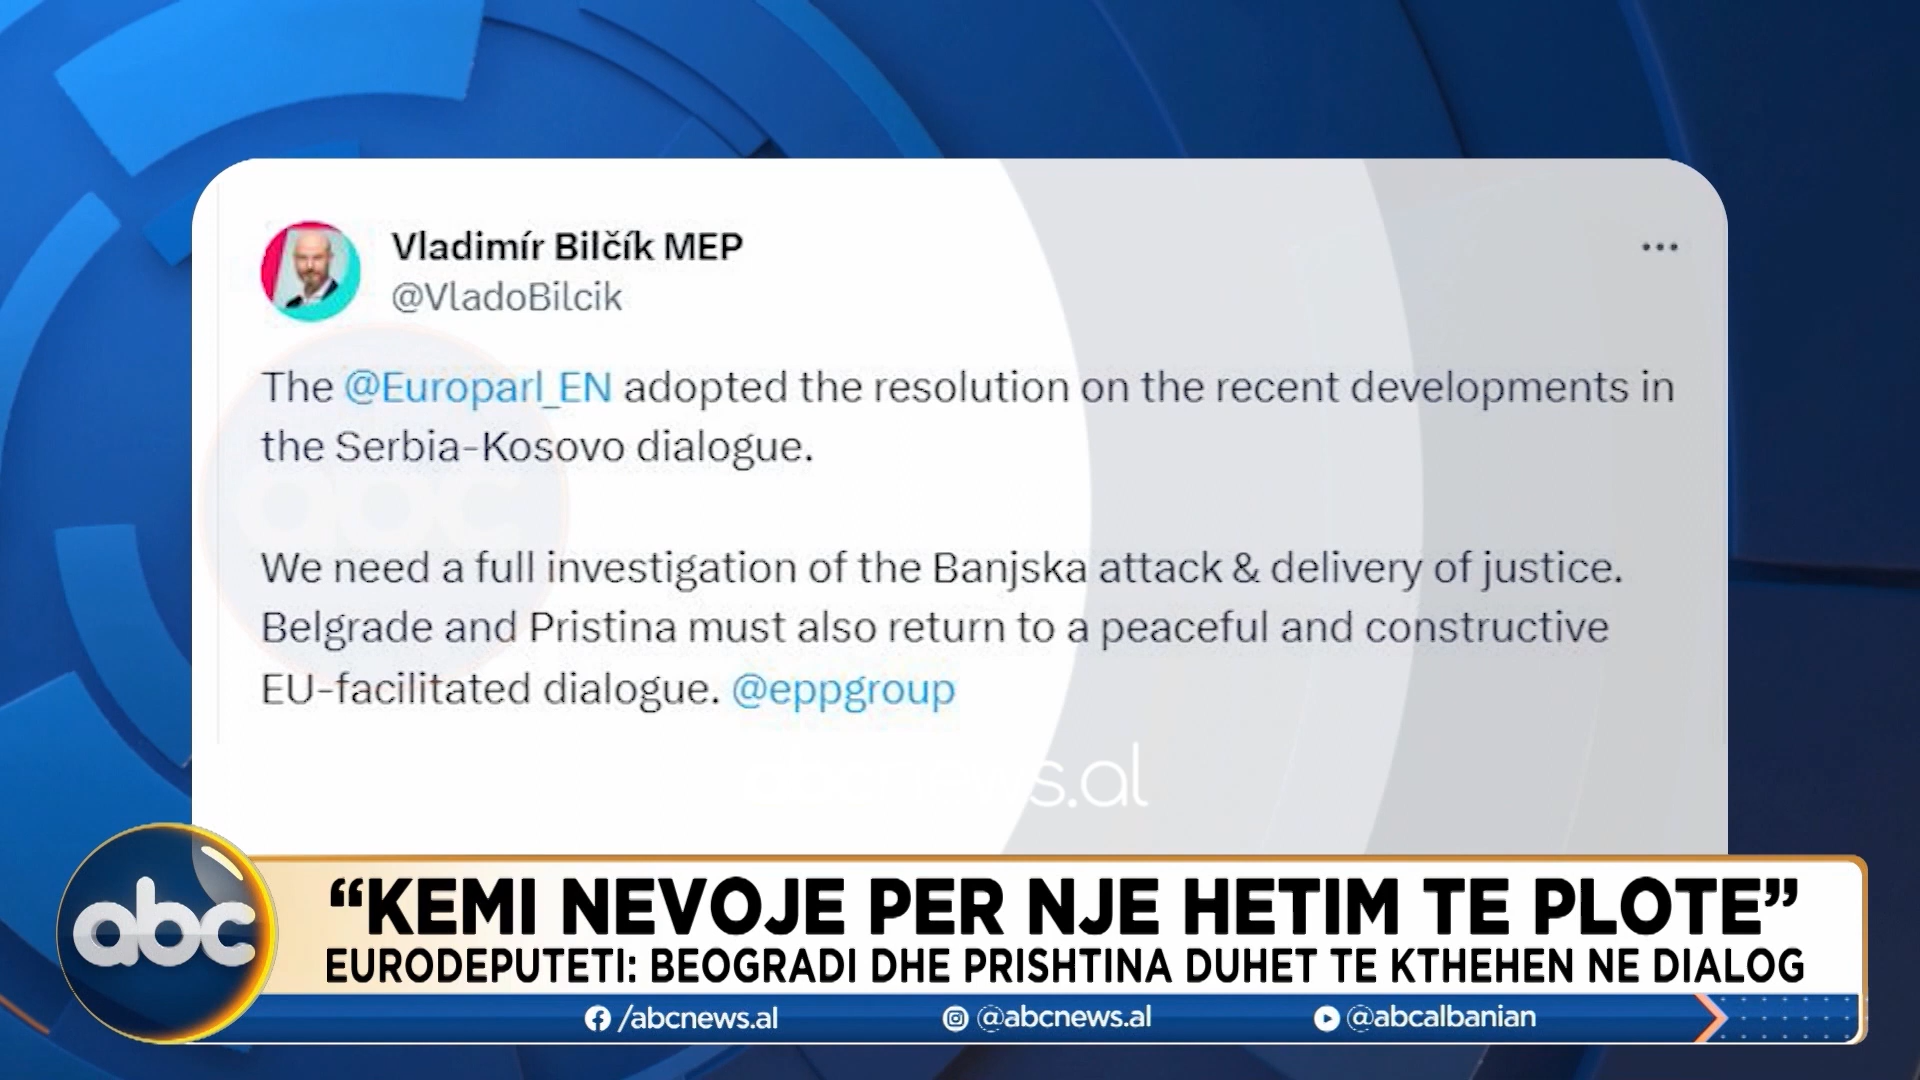 Vladimír Bilčík MEP
@VladoBilcik
The @Europarl_EN adopted the resolution on the recent developments in
the Serbia-Kosovo dialogue.
We need a full investigation of the Banjska attack & delivery of justice.
Belgrade and Pristina must also return to a peaceful and constructive
EU-facilitated dialogue. @eppgroup
abc
abcnews.al
abc
“KEMI NEVOJE PER NJE HETIM TE PLOTE”
EURODEPUTETI: BEOGRADI DHE PRISHTINA DUHET TE KTHEHEN NE DIALOG
/abcnews.al @abcnews.al @abcalbanian